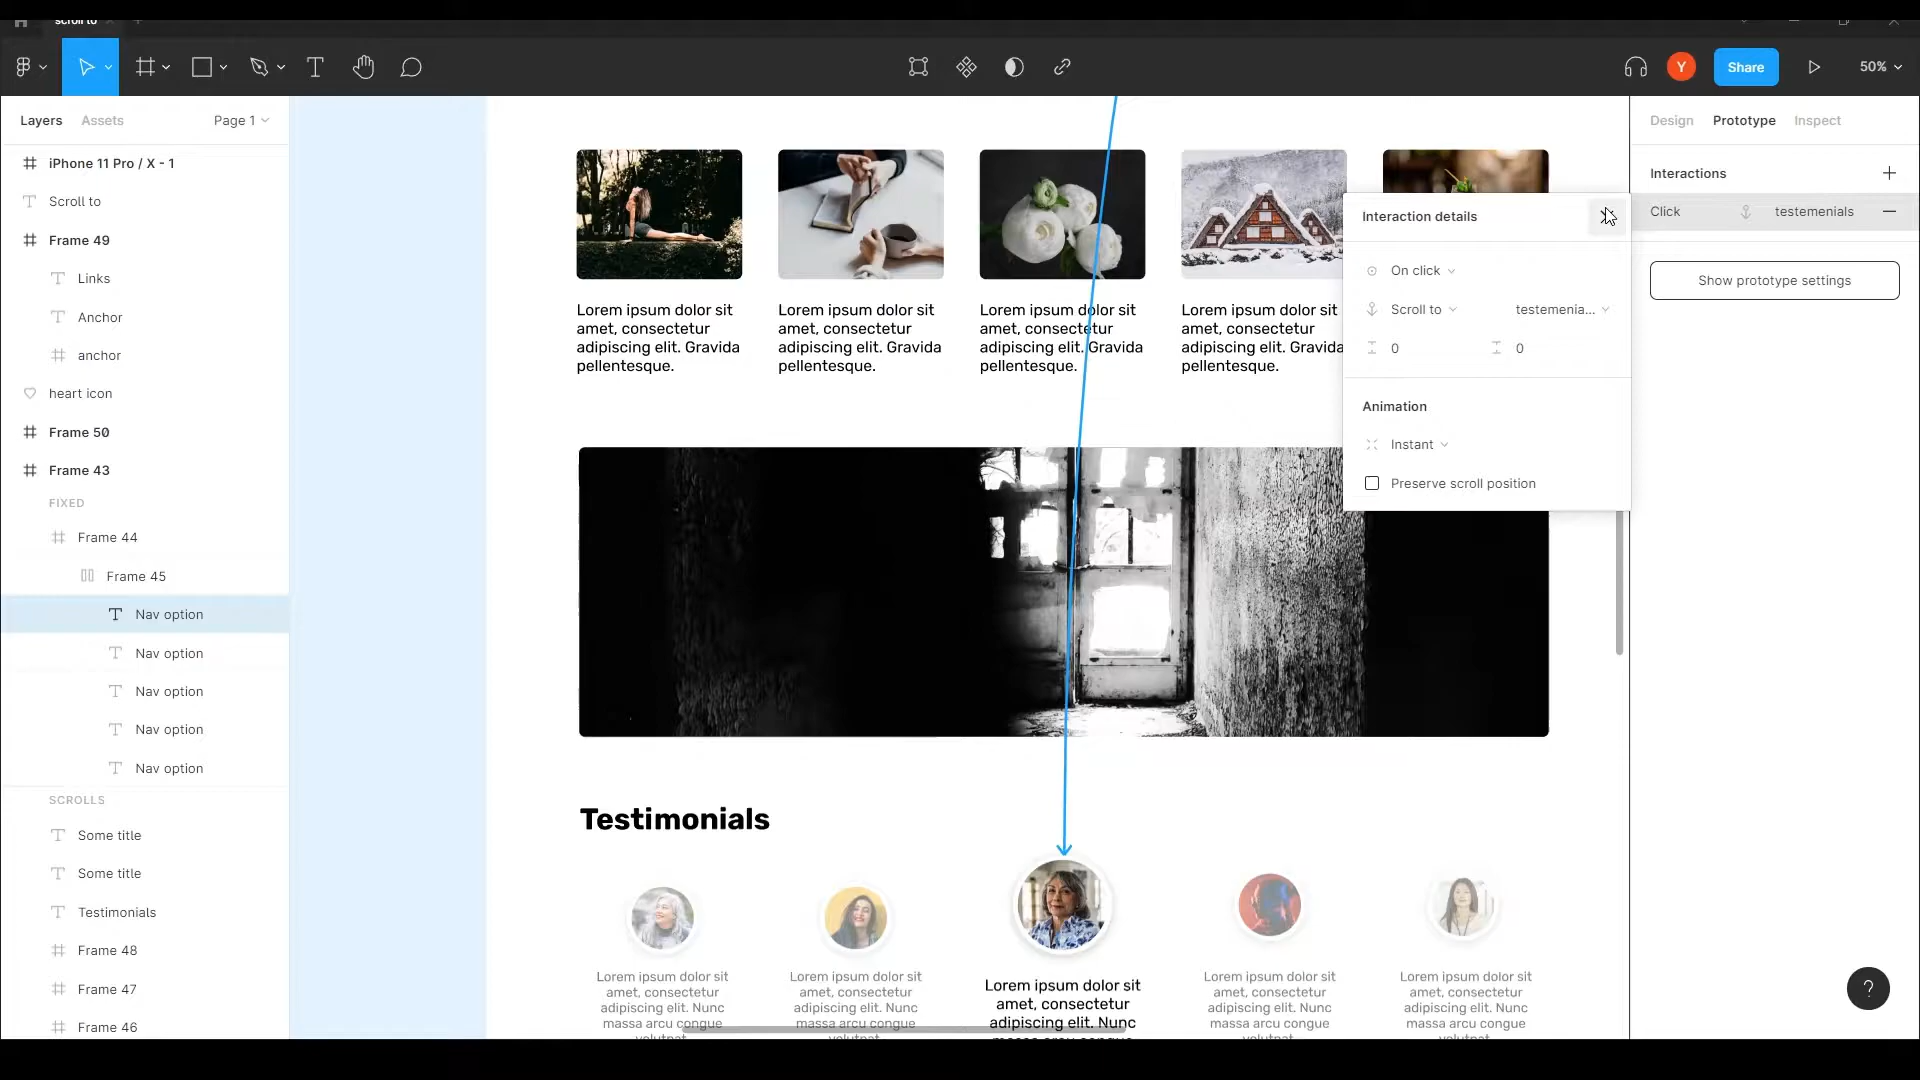 scroll to
Share
Y
50%
Layers
Assets
Page 1
iPhone 11 Pro / X - 1
Scroll to
Frame 49
Links
Anchor
anchor
heart icon
Frame 50
Frame 43
FIXED
Frame 44
Frame 45
Nav option
Nav option
Nav option
Nav option
Nav option
SCROLLS
Some title
Some title
Testimonials
Frame 48
Frame 47
Frame 46
Lorem ipsum dolor sit
amet, consectetur
adipiscing elit. Gravida
pellentesque.
Lorem ipsum dolor sit
amet, consectetur
adipiscing elit. Gravida
pellentesque.
Lorem ipsum dolor sit
amet, consectetur
adipiscing elit. Gravida
pellentesque.
Lorem ipsum dolor sit
amet, consectetur
adipiscing elit. Gravida
pellentesque.
Testimonials
Lorem ipsum dolor sit
amet, consectetur
adipiscing elit. Nunc
massa arcu congue
Lorem ipsum dolor sit
amet, consectetur
adipiscing elit. Nunc
massa arcu congue
Lorem ipsum dolor sit
amet, consectetur
adipiscing elit. Nunc
Lorem ipsum dolor sit
amet, consectetur
adipiscing elit. Nunc
massa arcu congue
Lorem ipsum dolor sit
amet, consectetur
adipiscing elit. Nunc
massa arcu congue
Interaction details
On click
Scroll to
testemenia...
0
0
Animation
Instant
Preserve scroll position
Design
Prototype
Inspect
Interactions
Click
testemenials
Show prototype settings
?